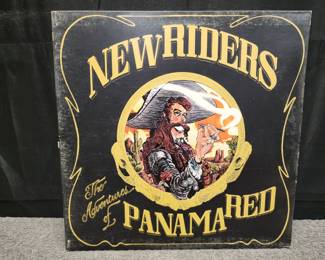 NEW RIDERS
The
Adventures
of
PANAMA RED